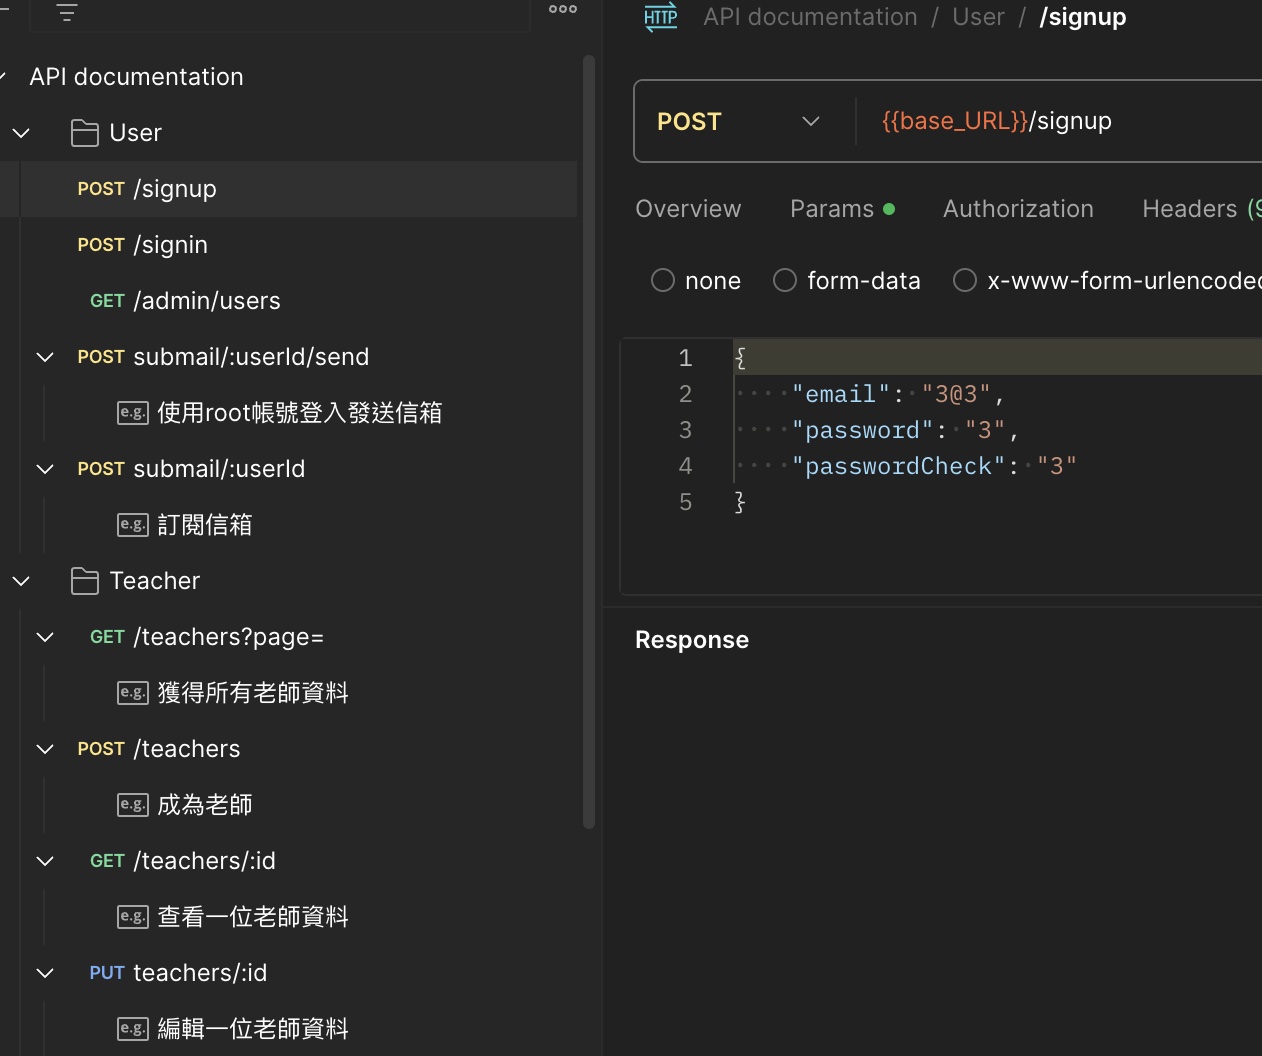 API documentation
User
POST /signup
POST /signin
GET /admin/users
POST submail/:userId/send
e.g. 使用root帳號登入發送信箱
POST submail/:userId
e.g. 訂閱信箱
Teacher
GET /teachers?page=
e.g. 獲得所有老師資料
POST /teachers
e.g. 成為老師
GET /teachers/:id
e.g. 查看一位老師資料
PUT teachers/:id
e.g. 編輯一位老師資料
HTTP API documentation / User / /signup
POST {{base_URL}}/signup
Overview Params Authorization Headers (9
none form-data x-www-form-urlencoded
1 {
2 "email": "3@3",
3 "password": "3",
4 "passwordCheck": "3"
5 }
Response